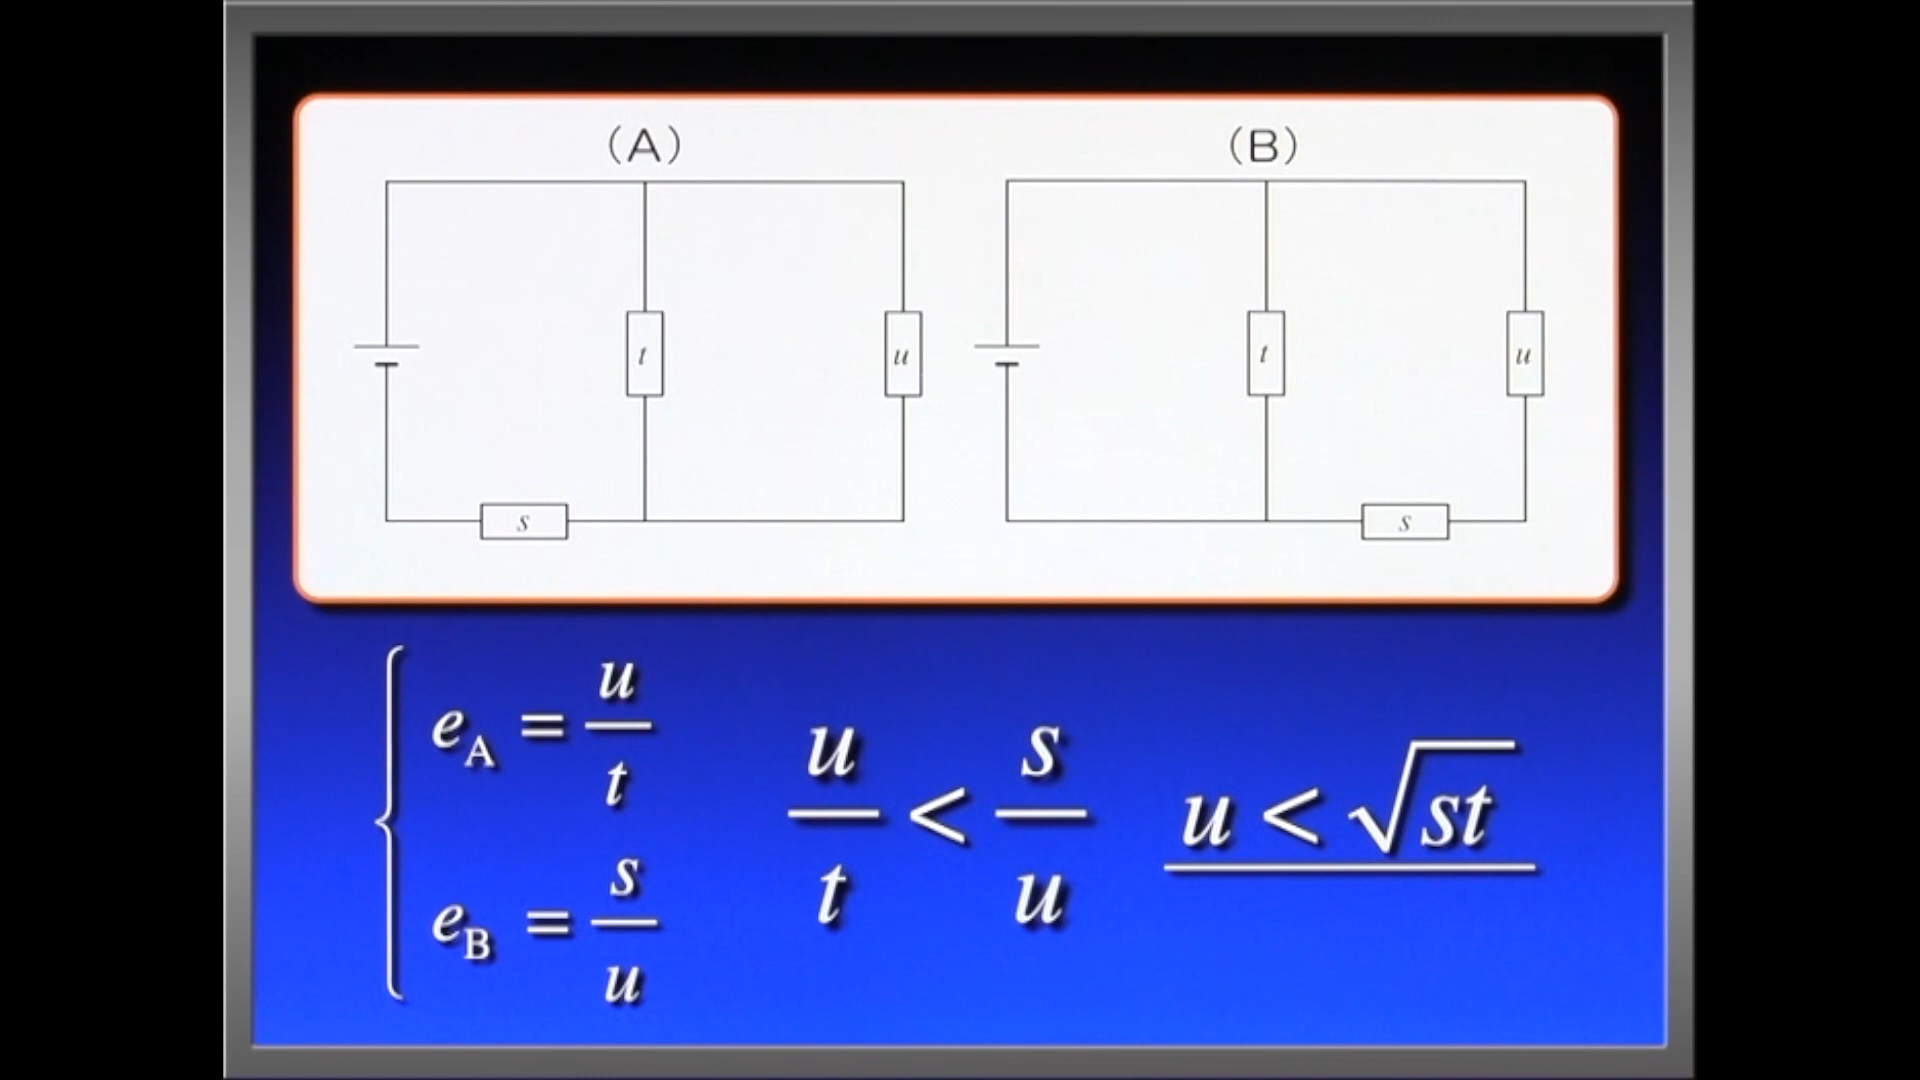 (A)
(B)
t
u
t
u
s
s
e_A = u/t
u/t < s/u
u < √st
e_B = s/u